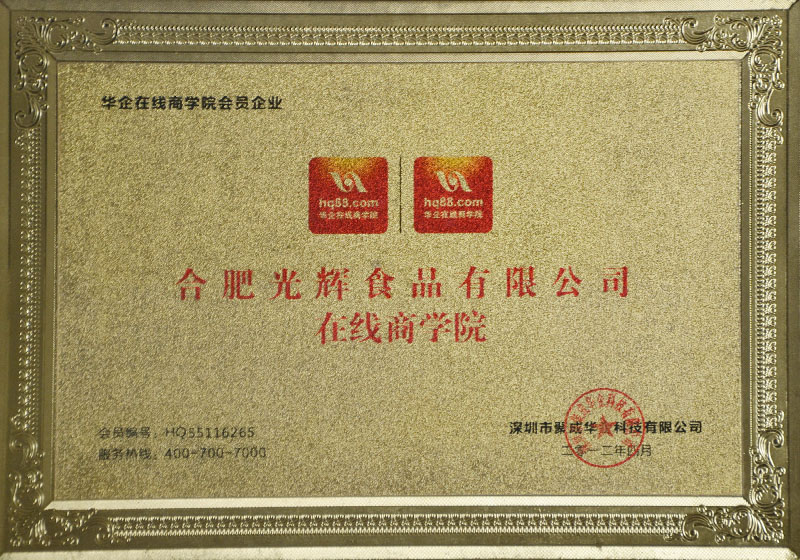 华企在线商学院会员企业
hq88.com
华企在线商学院
hq88.com
华企在线商学院
合肥光辉食品有限公司
在线商学院
会员编号：HQ55116265
服务热线：400-700-7000
深圳市聚成华企科技有限公司
二零一二年四月